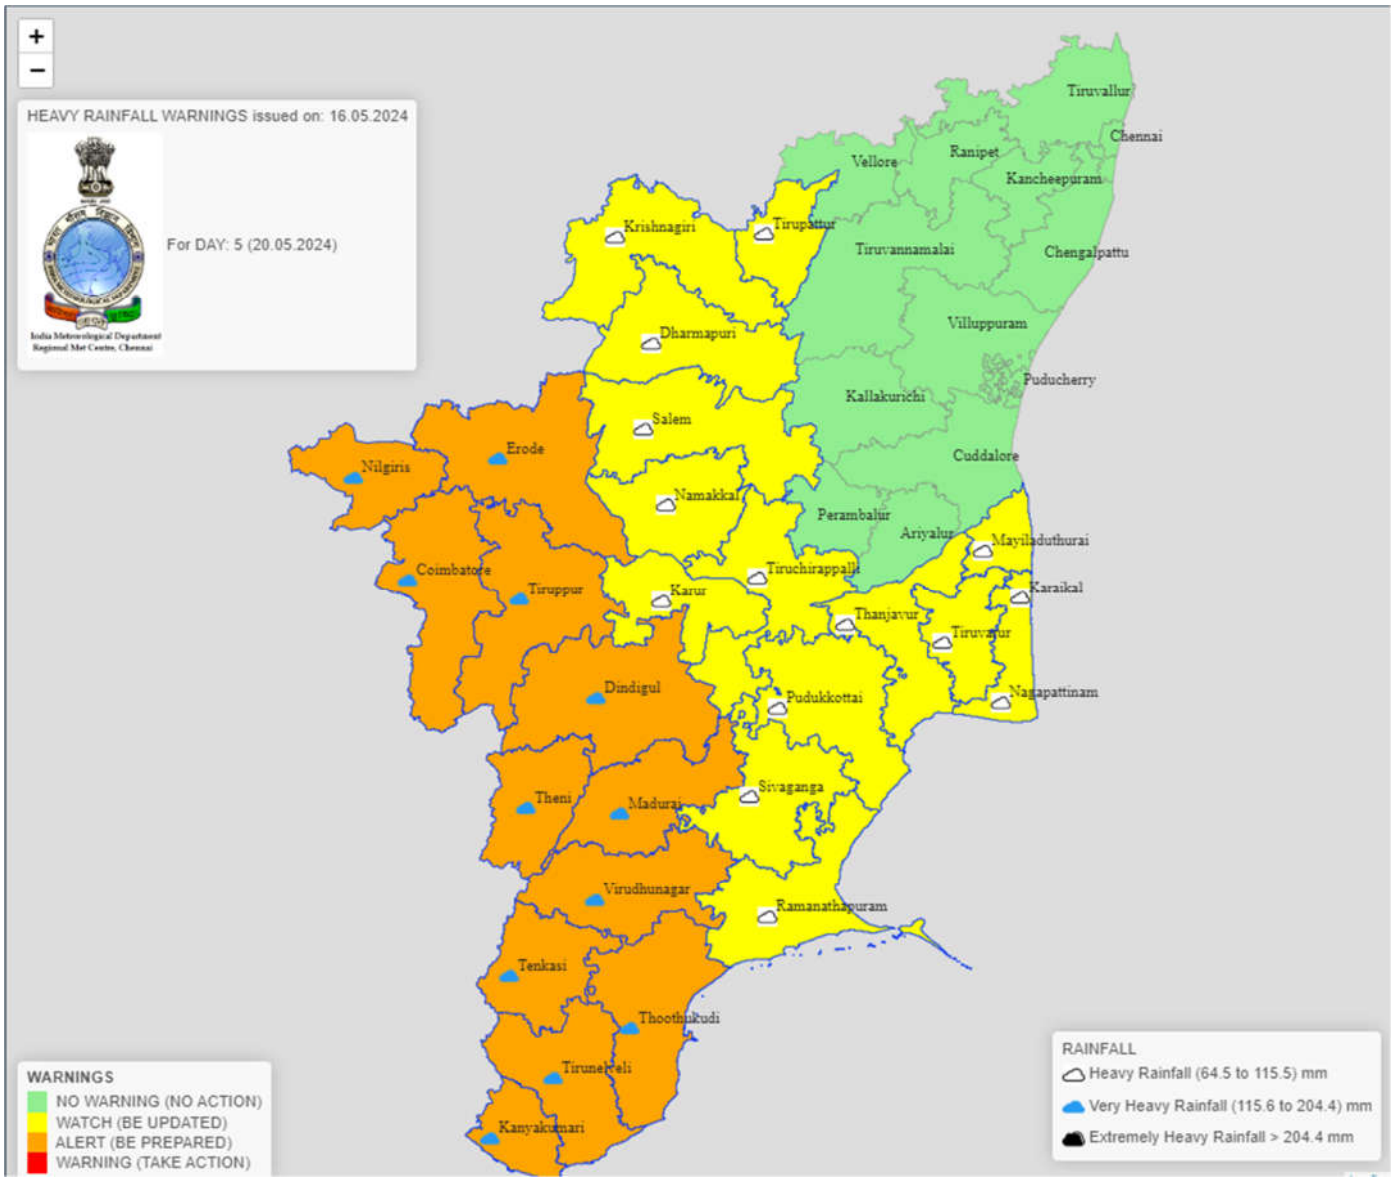 +
−
HEAVY RAINFALL WARNINGS issued on: 16.05.2024
For DAY: 5 (20.05.2024)
India Meteorological Department
Regional Met Centre, Chennai
Tiruvallur
Chennai
Ranipet
Vellore
Kancheepuram
Krishnagiri
Tirupattur
Tiruvannamalai
Chengalpattu
Villuppuram
Dharmapuri
Puducherry
Kallakurichi
Salem
Erode
Cuddalore
Nilgiris
Namakkal
Perambalur
Ariyalur
Mayiladuthurai
Coimbatore
Tiruchirappalli
Tiruppur
Karur
Karaikal
Thanjavur
Tiruvarur
Dindigul
Pudukkottai
Nagapattinam
Sivaganga
Theni
Madurai
Virudhunagar
Ramanathapuram
Tenkasi
Thoothukudi
Tirunelveli
Kanyakumari
WARNINGS
NO WARNING (NO ACTION)
WATCH (BE UPDATED)
ALERT (BE PREPARED)
WARNING (TAKE ACTION)
RAINFALL
Heavy Rainfall (64.5 to 115.5) mm
Very Heavy Rainfall (115.6 to 204.4) mm
Extremely Heavy Rainfall > 204.4 mm